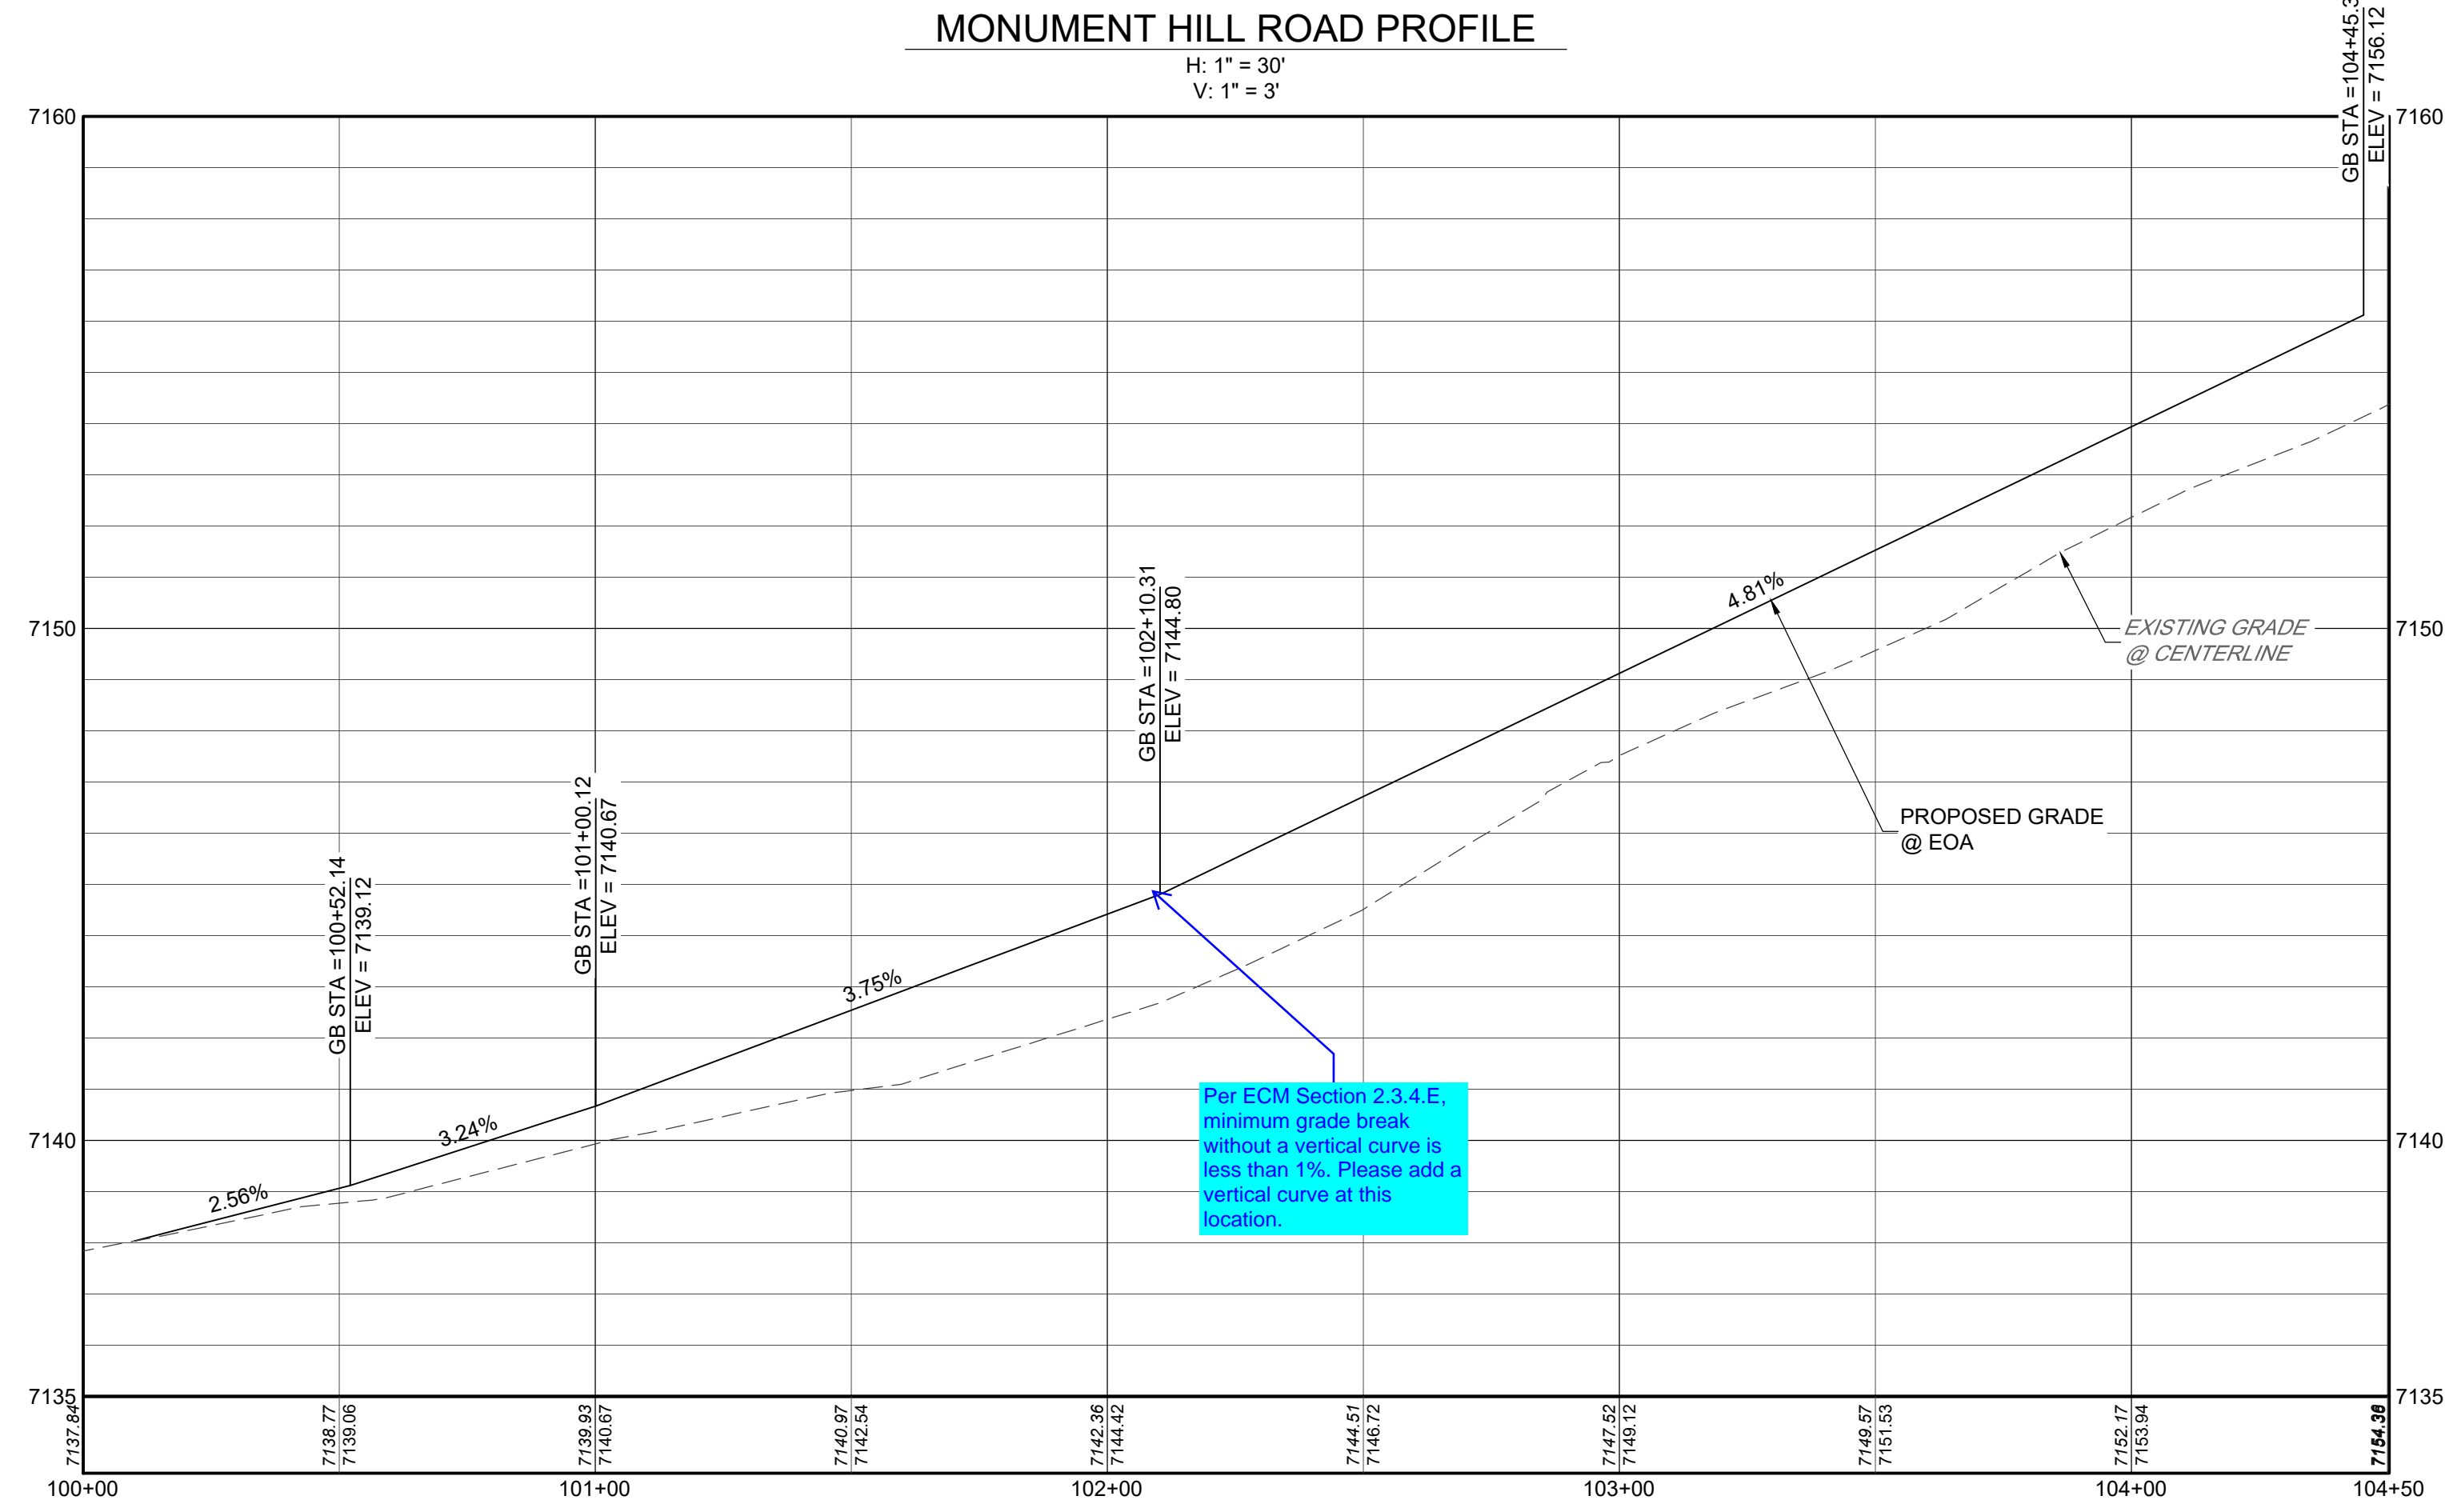 MONUMENT HILL ROAD PROFILE
H: 1" = 30'
V: 1" = 3'
GB STA =104+45.3
ELEV = 7156.12
7160
7160
GB STA =102+10.31
ELEV = 7144.80
4.81%
7150
EXISTING GRADE
@ CENTERLINE
7150
GB STA =101+00.12
ELEV = 7140.67
PROPOSED GRADE
@ EOA
GB STA =100+52.14
ELEV = 7139.12
3.75%
Per ECM Section 2.3.4.E,
minimum grade break
without a vertical curve is
less than 1%. Please add a
vertical curve at this
location.
3.24%
7140
7140
2.56%
7135
7135
7137.84
7138.77
7139.06
7139.93
7140.67
7140.97
7142.54
7142.36
7144.42
7144.51
7146.72
7147.52
7149.12
7149.57
7151.53
7152.17
7153.94
100+00
101+00
102+00
103+00
104+00
104+50